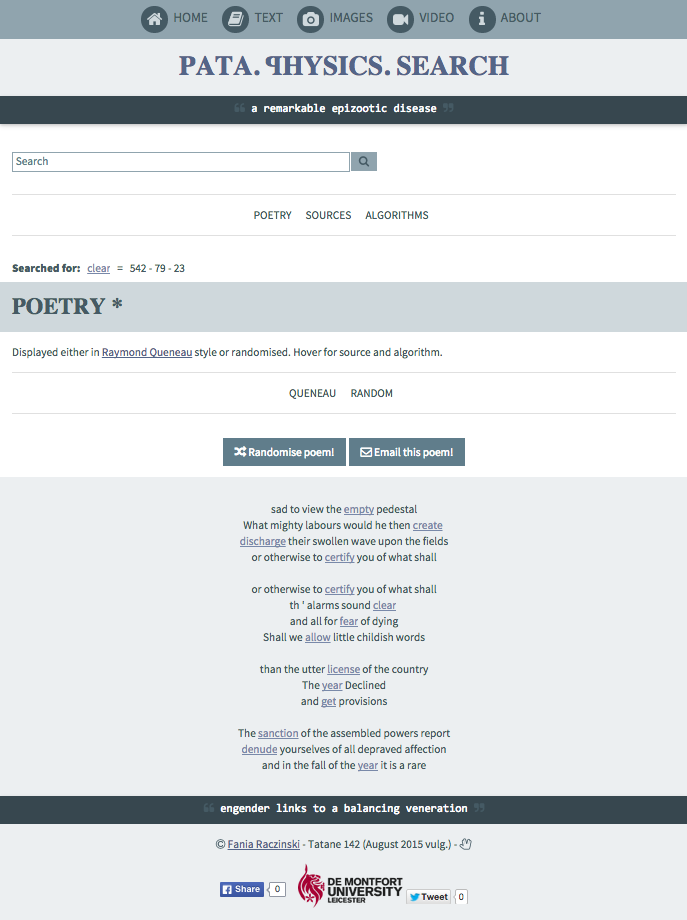 HOME TEXT IMAGES VIDEO ABOUT
PATA. ꟼHYSICS. SEARCH
❝ a remarkable epizootic disease ❞
Search
POETRY SOURCES ALGORITHMS
Searched for: clear = 542 - 79 - 23
POETRY *
Displayed either in Raymond Queneau style or randomised. Hover for source and algorithm.
QUENEAU RANDOM
Randomise poem! Email this poem!
sad to view the empty pedestal
What mighty labours would he then create
discharge their swollen wave upon the fields
or otherwise to certify you of what shall
or otherwise to certify you of what shall
th ' alarms sound clear
and all for fear of dying
Shall we allow little childish words
than the utter license of the country
The year Declined
and get provisions
The sanction of the assembled powers report
denude yourselves of all depraved affection
and in the fall of the year it is a rare
❝ engender links to a balancing veneration ❞
© Fania Raczinski - Tatane 142 (August 2015 vulg.) -
Share 0
DE MONTFORT
UNIVERSITY
LEICESTER
Tweet 0